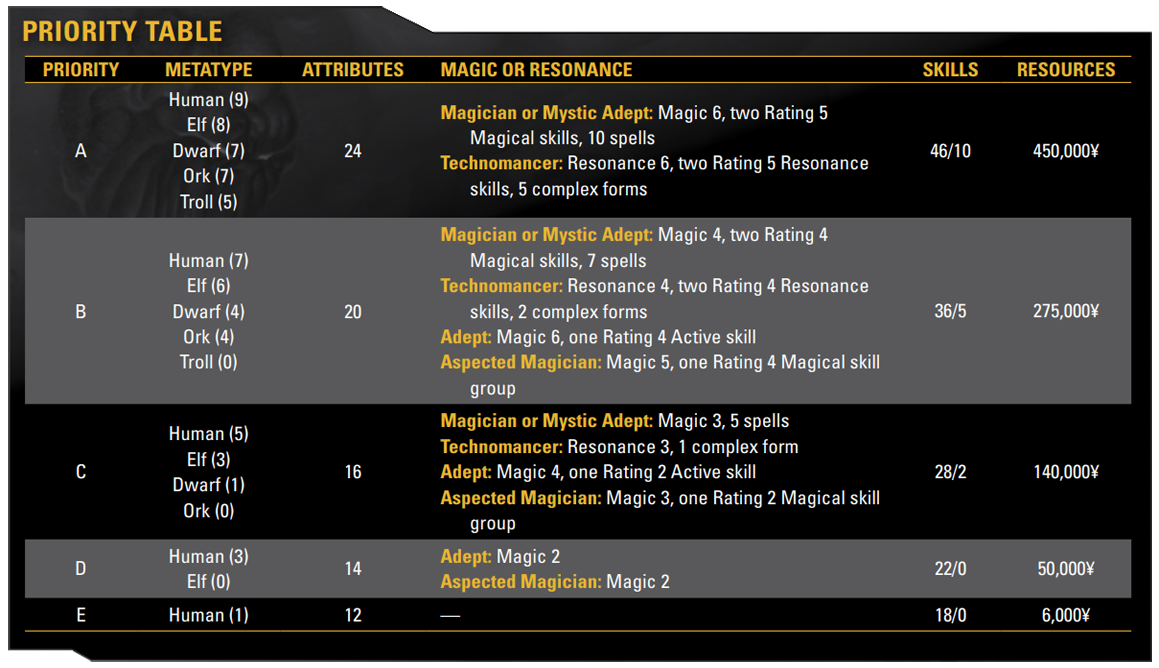 PRIORITY TABLE
PRIORITY METATYPE ATTRIBUTES MAGIC OR RESONANCE SKILLS RESOURCES
A
Human (9)
Elf (8)
Dwarf (7)
Ork (7)
Troll (5)
24
Magician or Mystic Adept: Magic 6, two Rating 5
Magical skills, 10 spells
Technomancer: Resonance 6, two Rating 5 Resonance
skills, 5 complex forms
46/10
450,000¥
B
Human (7)
Elf (6)
Dwarf (4)
Ork (4)
Troll (0)
20
Magician or Mystic Adept: Magic 4, two Rating 4
Magical skills, 7 spells
Technomancer: Resonance 4, two Rating 4 Resonance
skills, 2 complex forms
Adept: Magic 6, one Rating 4 Active skill
Aspected Magician: Magic 5, one Rating 4 Magical skill
group
36/5
275,000¥
C
Human (5)
Elf (3)
Dwarf (1)
Ork (0)
16
Magician or Mystic Adept: Magic 3, 5 spells
Technomancer: Resonance 3, 1 complex form
Adept: Magic 4, one Rating 2 Active skill
Aspected Magician: Magic 3, one Rating 2 Magical skill
group
28/2
140,000¥
D
Human (3)
Elf (0)
14
Adept: Magic 2
Aspected Magician: Magic 2
22/0
50,000¥
E
Human (1)
12
—
18/0
6,000¥